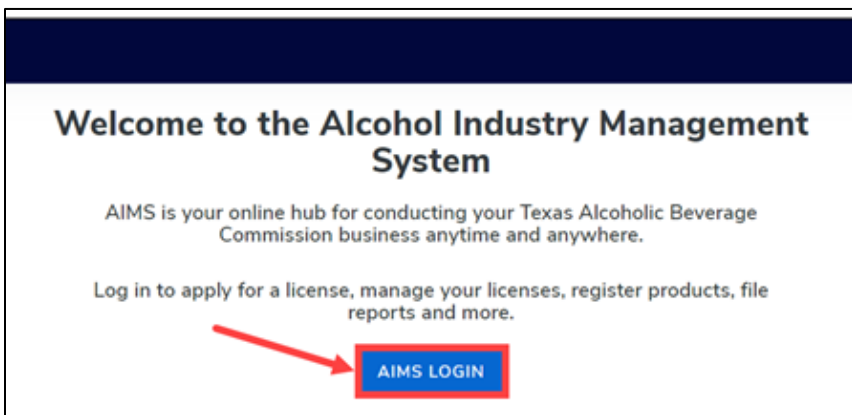 Welcome to the Alcohol Industry Management
System
AIMS is your online hub for conducting your Texas Alcoholic Beverage
Commission business anytime and anywhere.
Log in to apply for a license, manage your licenses, register products, file
reports and more.
AIMS LOGIN